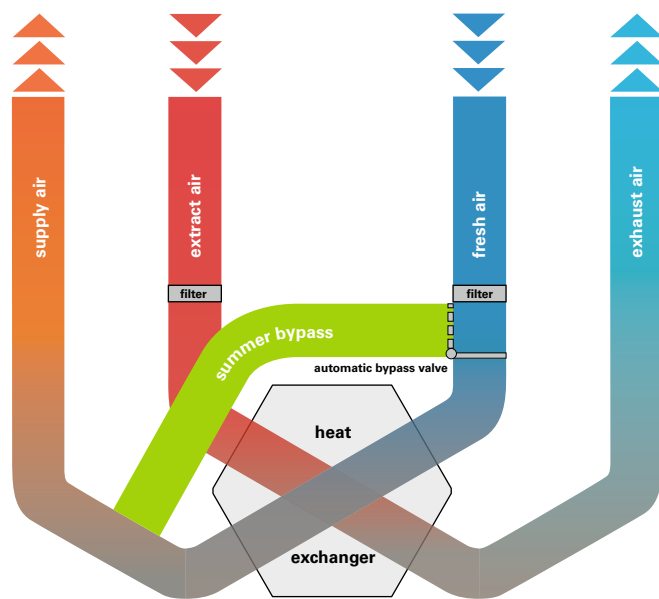 supply air
extract air
fresh air
exhaust air
filter
filter
summer bypass
automatic bypass valve
heat
exchanger